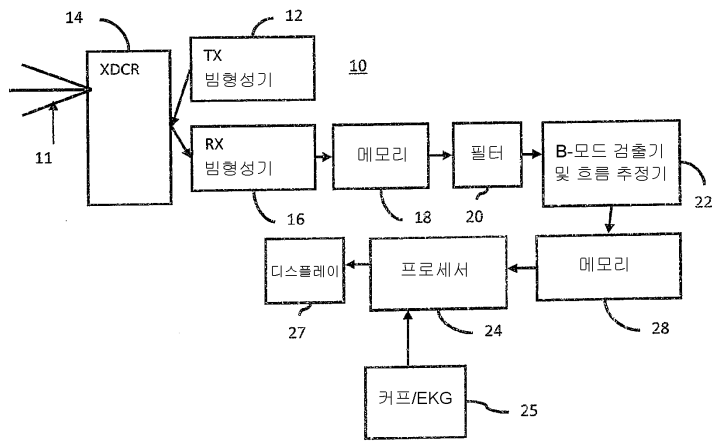 14
12
XDCR
TX
빔형성기
10
11
RX
빔형성기
메모리
필터
B-모드 검출기
및 흐름 추정기
16
18
20
22
디스플레이
프로세서
메모리
27
24
28
커프/EKG
25